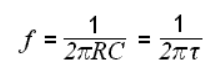 f = 1/2πRC = 1/2πτ